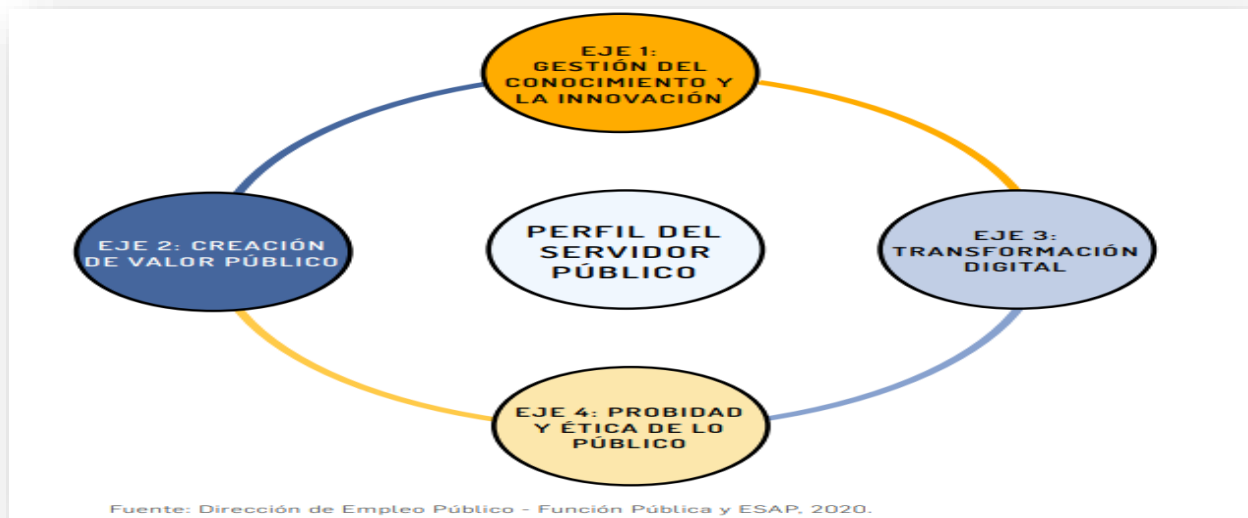 EJE 1:
GESTIÓN DEL
CONOCIMIENTO Y
LA INNOVACIÓN
EJE 2: CREACIÓN
DE VALOR PÚBLICO
PERFIL DEL
SERVIDOR
PÚBLICO
EJE 3:
TRANSFORMACIÓN
DIGITAL
EJE 4: PROBIDAD
Y ÉTICA DE LO
PÚBLICO
Fuente: Dirección de Empleo Público - Función Pública y ESAP, 2020.